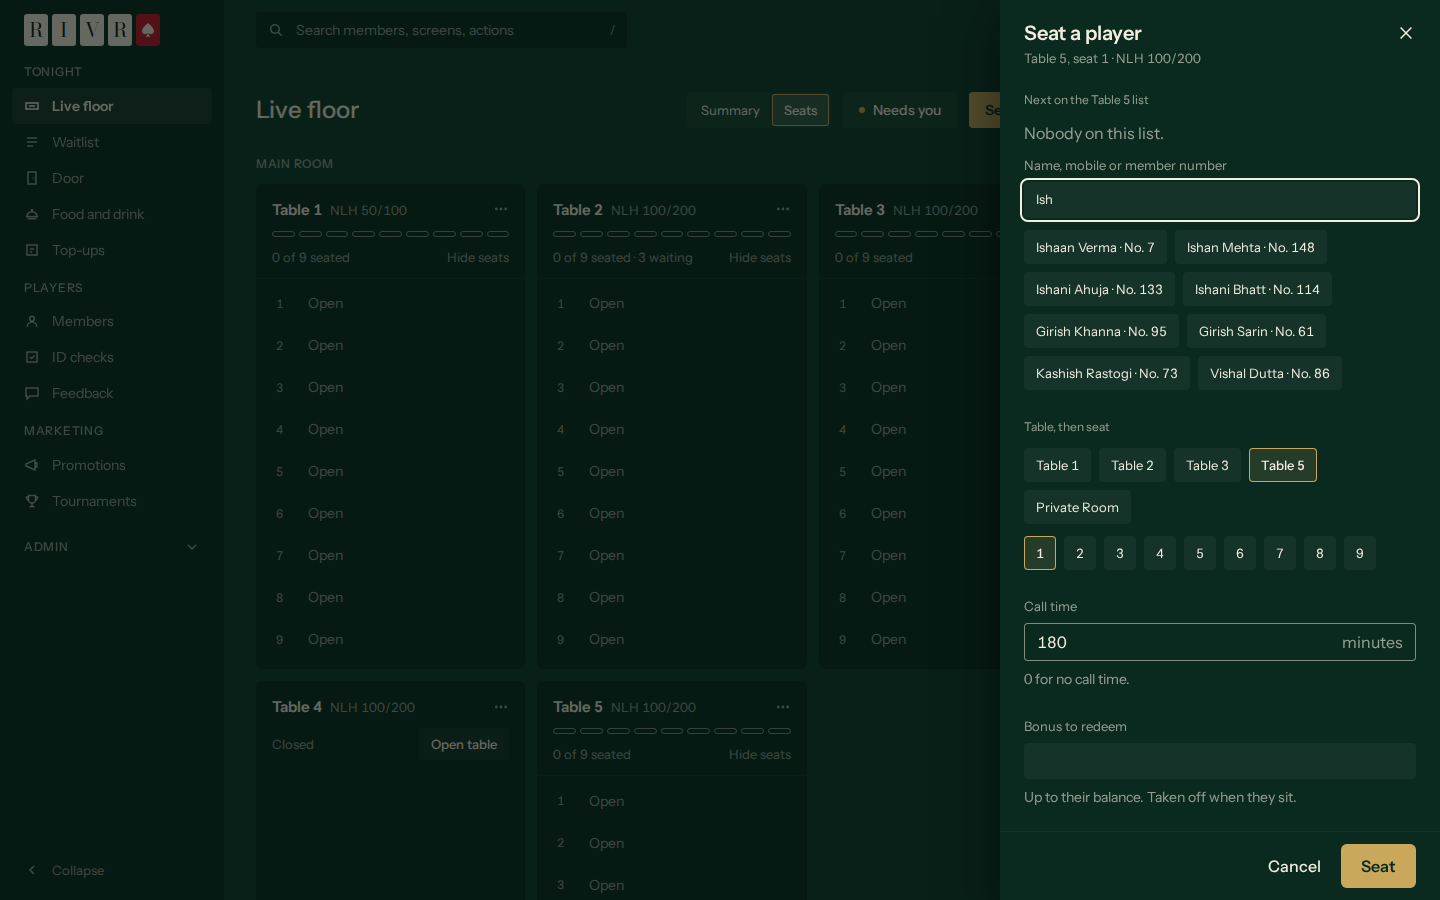 R I V R
Search members, screens, actions /
TONIGHT
Live floor
Waitlist
Door
Food and drink
Top-ups
PLAYERS
Members
ID checks
Feedback
MARKETING
Promotions
Tournaments
ADMIN
Collapse
Live floor
Summary Seats Needs you Se
MAIN ROOM
Table 1 NLH 50/100
0 of 9 seated Hide seats
1 Open
2 Open
3 Open
4 Open
5 Open
6 Open
7 Open
8 Open
9 Open
Table 2 NLH 100/200
0 of 9 seated · 3 waiting Hide seats
1 Open
2 Open
3 Open
4 Open
5 Open
6 Open
7 Open
8 Open
9 Open
Table 3 NLH 100/200
0 of 9 seated
1 Open
2 Open
3 Open
4 Open
5 Open
6 Open
7 Open
8 Open
9 Open
Table 4 NLH 100/200
Closed Open table
Table 5 NLH 100/200
0 of 9 seated Hide seats
1 Open
2 Open
3 Open
Seat a player
Table 5, seat 1 · NLH 100/200
Next on the Table 5 list
Nobody on this list.
Name, mobile or member number
Ish
Ishaan Verma · No. 7 Ishan Mehta · No. 148
Ishani Ahuja · No. 133 Ishani Bhatt · No. 114
Girish Khanna · No. 95 Girish Sarin · No. 61
Kashish Rastogi · No. 73 Vishal Dutta · No. 86
Table, then seat
Table 1 Table 2 Table 3 Table 5
Private Room
1 2 3 4 5 6 7 8 9
Call time
180 minutes
0 for no call time.
Bonus to redeem
Up to their balance. Taken off when they sit.
Cancel Seat